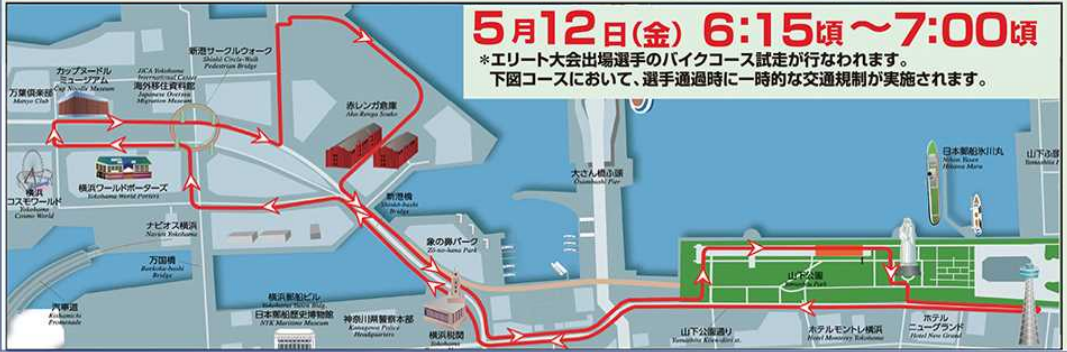 5月12日(金) 6:15頃〜7:00頃
*エリート大会出場選手のバイクコース試走が行なわれます。
下図コースにおいて、選手通過時に一時的な交通規制が実施されます。
新港サークルウォーク
Shinkō Circle-Walk
Pedestrian Bridge
カップヌードル
ミュージアム
Cup Noodle Museum
JICA Yokohama
International Center
海外移住資料館
Japanese Overseas
Migration Museum
万葉倶楽部
Manyo Club
赤レンガ倉庫
Aka-Renga Souko
横浜ワールドポーターズ
Yokohama World Porters
横浜
コスモワールド
Yokohama
Cosmo World
ナビオス横浜
Navios Yokohama
万国橋
Bankoku-bashi
Bridge
汽車道
Kishamichi
Promenade
新港橋
Shinkō-bashi
Bridge
象の鼻パーク
Zō-no-hana Park
大さん橋ふ頭
Osanbashi Pier
日本郵船氷川丸
Nihon Yusen
Hikawa Maru
山下ふ頭
Yamashita
山下公園
Yamashita Park
横浜郵船ビル
Yokohama Yusen Bldg.
日本郵船歴史博物館
NYK Maritime Museum
神奈川県警察本部
Kanagawa Police
Headquarters
横浜税関
Yokohama
山下公園通り
Yamashita Kōen-dori st.
ホテルモントレ横浜
Hotel Monterey Yokohama
ホテル
ニューグランド
Hotel New Grand